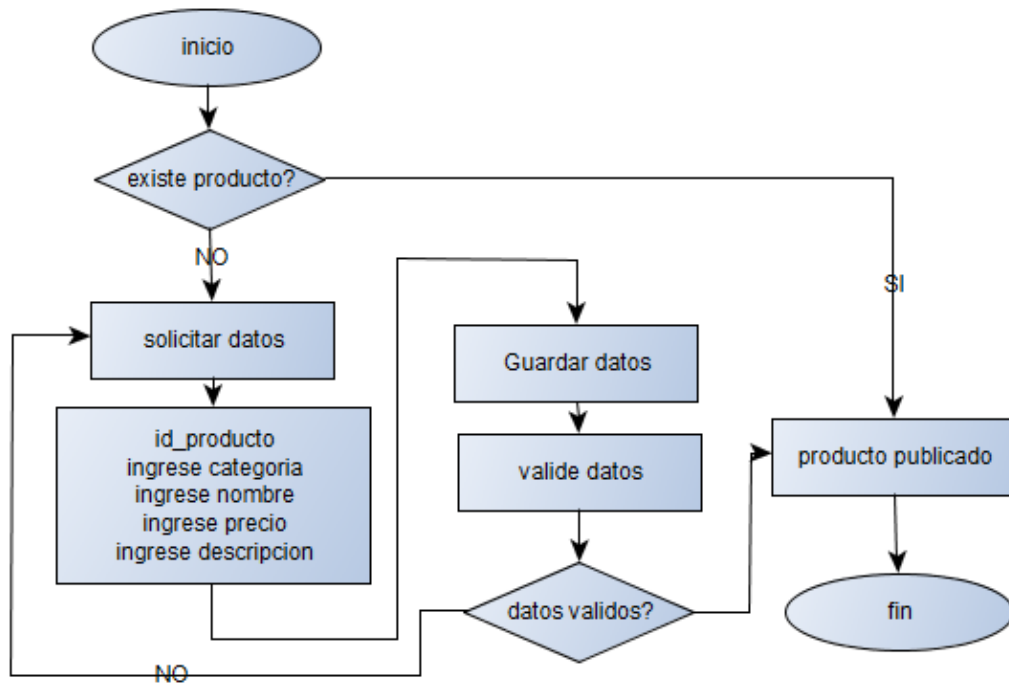 inicio
existe producto?
NO
SI
solicitar datos
id_producto
ingrese categoria
ingrese nombre
ingrese precio
ingrese descripcion
Guardar datos
valide datos
datos validos?
NO
producto publicado
fin